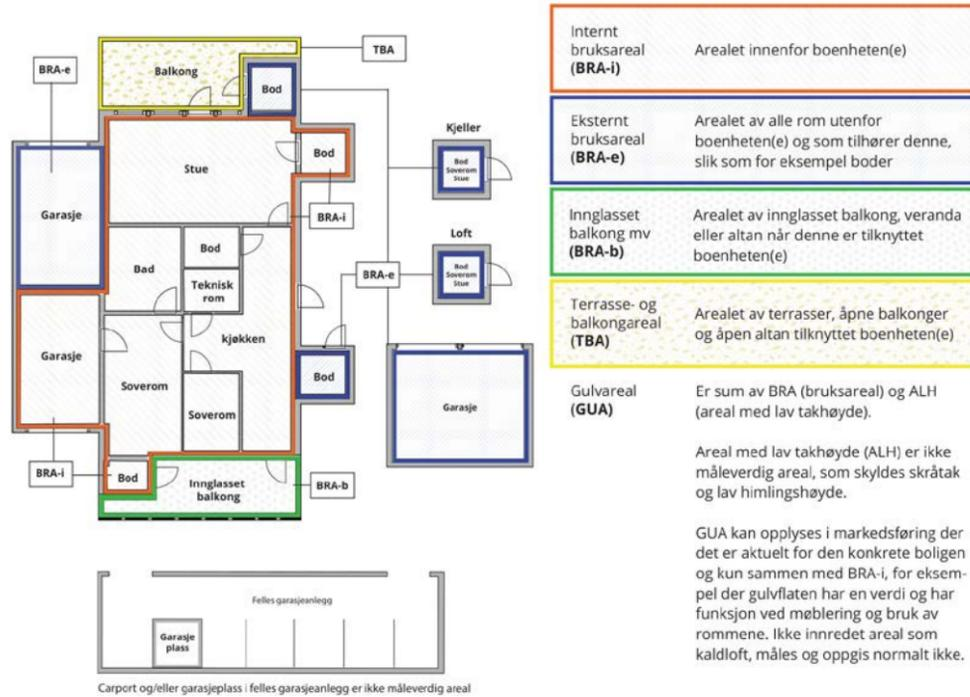 TBA
BRA-e
Balkong
Bod
Kjeller
Bod
Soverom
Stue
Stue
Bod
BRA-i
Garasje
Loft
Bod
Soverom
Stue
Bod
Bad
Teknisk
rom
BRA-e
Garasje
kjøkken
Soverom
Soverom
Bod
Garasje
BRA-i
Bod
Innglasset
balkong
BRA-b
Felles garasjeanlegg
Garasje
plass
Carport og/eller garasjeplass i felles garasjeanlegg er ikke måleverdig areal
Internt
bruksareal
(BRA-i)
Arealet innenfor boenheten(e)
Eksternt
bruksareal
(BRA-e)
Arealet av alle rom utenfor
boenheten(e) og som tilhører denne,
slik som for eksempel boder
Innglasset
balkong mv
(BRA-b)
Arealet av innglasset balkong, veranda
eller altan når denne er tilknyttet
boenheten(e)
Terrasse- og
balkongareal
(TBA)
Arealet av terrasser, åpne balkonger
og åpen altan tilknyttet boenheten(e)
Gulvareal
(GUA)
Er sum av BRA (bruksareal) og ALH
(areal med lav takhøyde).
Areal med lav takhøyde (ALH) er ikke
måleverdig areal, som skyldes skråtak
og lav himlingshøyde.
GUA kan opplyses i markedsføring der
det er aktuelt for den konkrete boligen
og kun sammen med BRA-i, for eksem-
pel der gulvflaten har en verdi og har
funksjon ved møblering og bruk av
rommene. Ikke innredet areal som
kaldloft, måles og oppgis normalt ikke.